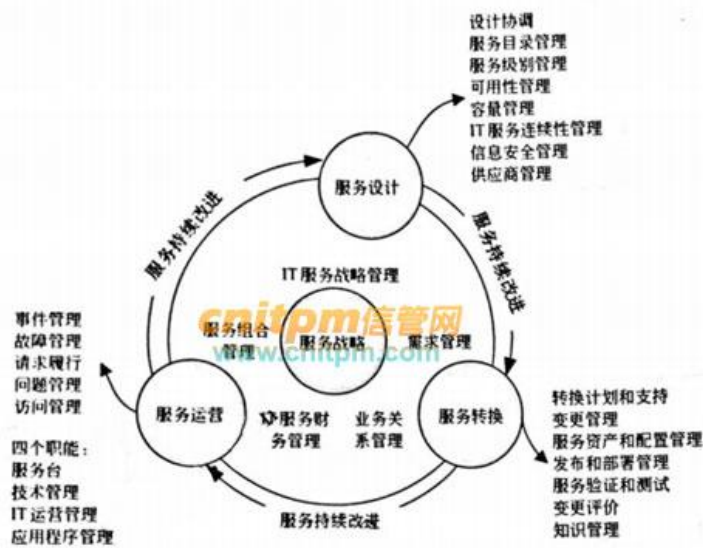 设计协调
服务目录管理
服务级别管理
可用性管理
容量管理
IT 服务连续性管理
信息安全管理
供应商管理
服务设计
服务持续改进
服务持续改进
IT 服务战略管理
cnitpm信管网
www.cnitpm.com
服务组合
管理
服务战略
需求管理
事件管理
故障管理
请求履行
问题管理
访问管理
服务运营
服务财
务管理
业务关
系管理
服务转换
转换计划和支持
变更管理
服务资产和配置管理
发布和部署管理
服务验证和测试
变更评价
知识管理
四个职能：
服务台
技术管理
IT 运营管理
应用程序管理
服务持续改进